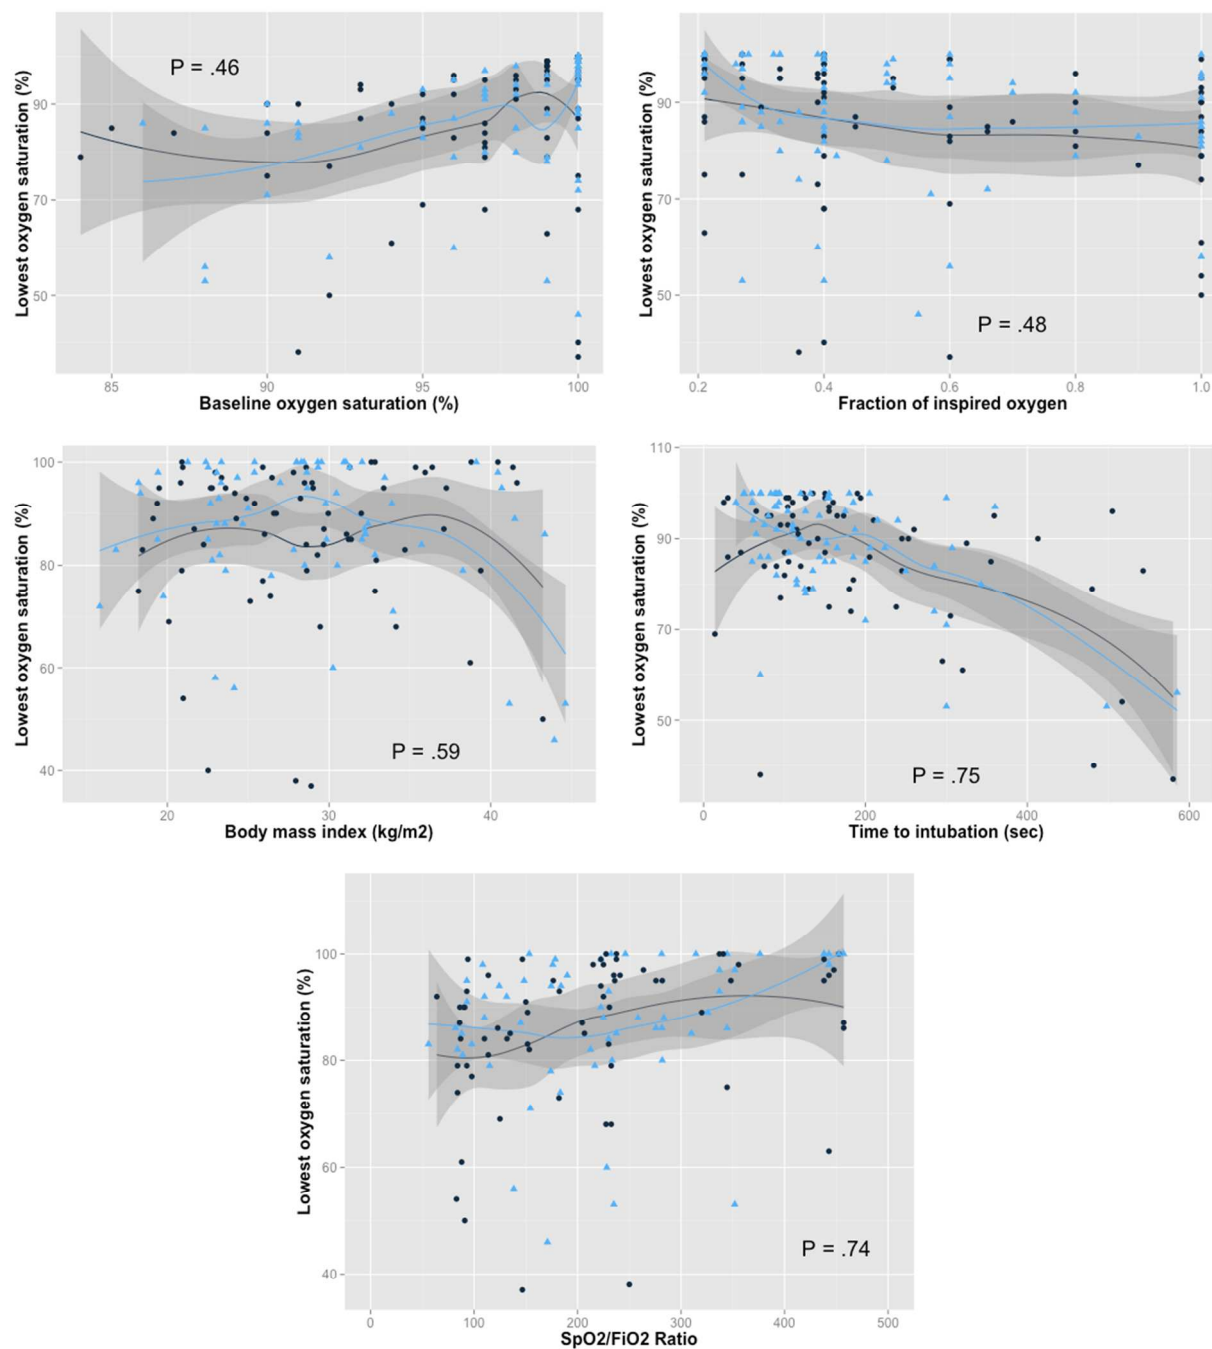 Lowest oxygen saturation (%)
90
70
50
P = .46
85
90
95
100
Baseline oxygen saturation (%)
Lowest oxygen saturation (%)
90
70
50
P = .48
0.2
0.4
0.6
0.8
1.0
Fraction of inspired oxygen
Lowest oxygen saturation (%)
100
80
60
40
P = .59
20
30
40
Body mass index (kg/m2)
Lowest oxygen saturation (%)
110
90
70
50
P = .75
0
200
400
600
Time to intubation (sec)
Lowest oxygen saturation (%)
100
80
60
40
P = .74
0
100
200
300
400
500
SpO2/FiO2 Ratio